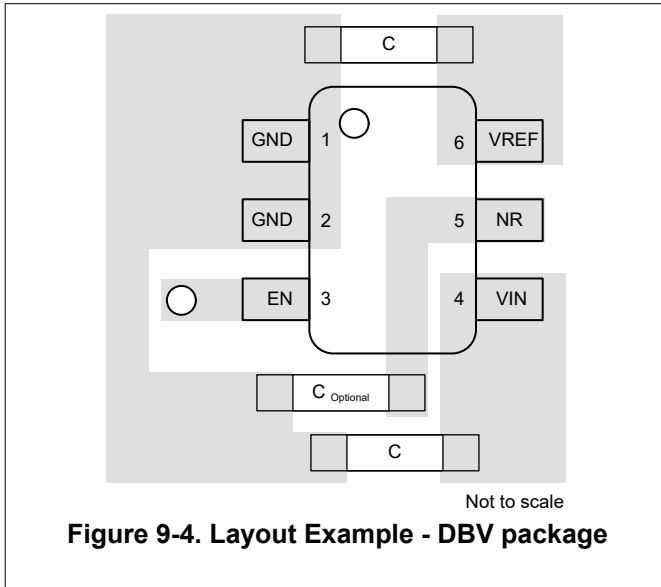 C
GND 1 6 VREF
GND 2 5 NR
EN 3 4 VIN
C Optional
C
Not to scale
Figure 9-4. Layout Example - DBV package